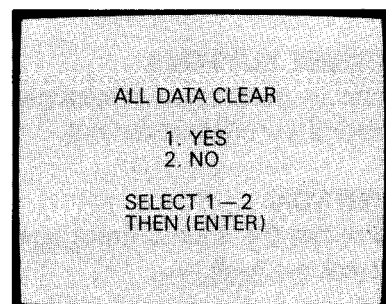 ALL DATA CLEAR
1. YES
2. NO
SELECT 1–2
THEN (ENTER)